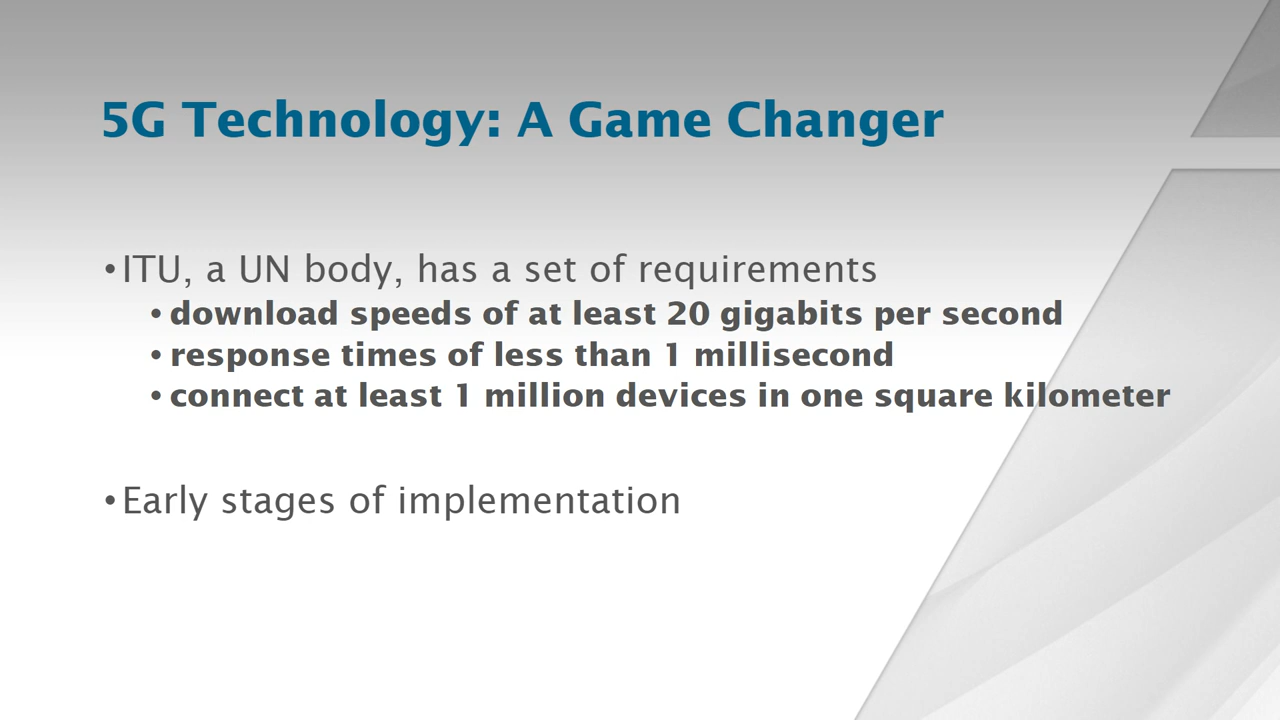 5G Technology: A Game Changer
•ITU, a UN body, has a set of requirements
•download speeds of at least 20 gigabits per second
•response times of less than 1 millisecond
•connect at least 1 million devices in one square kilometer
•Early stages of implementation